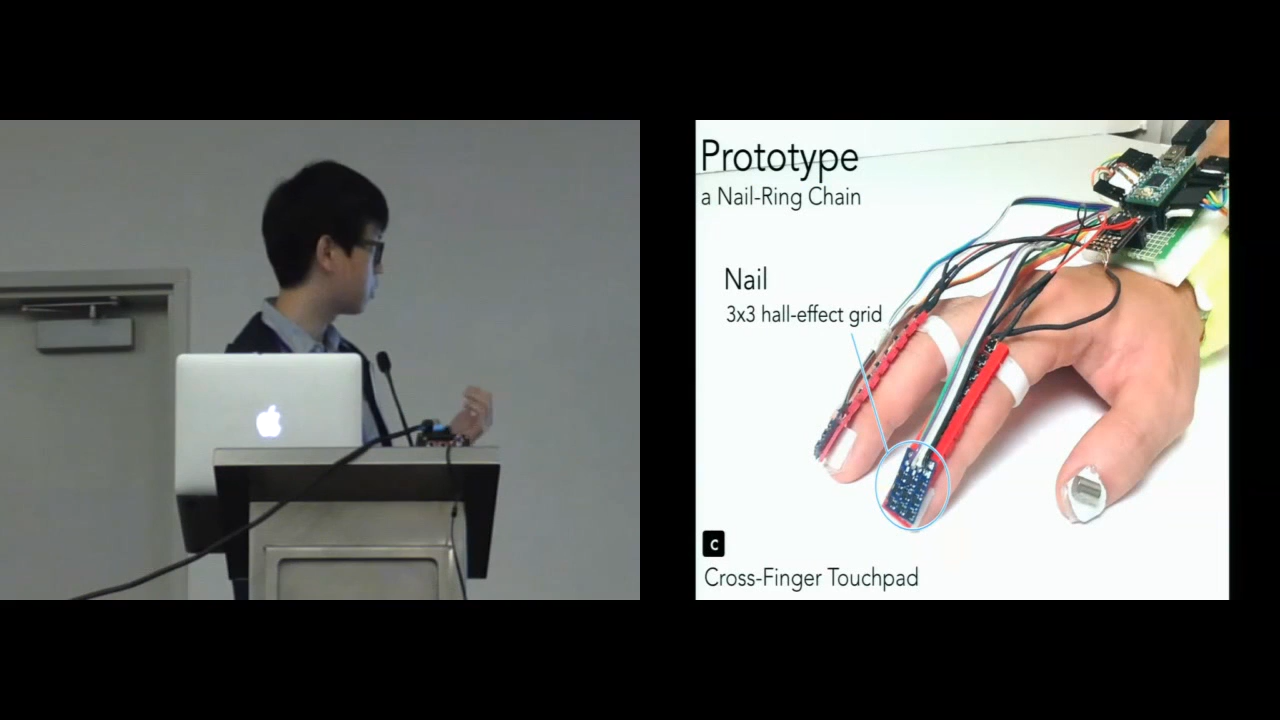 Prototype
a Nail-Ring Chain
Nail
3x3 hall-effect grid
c
Cross-Finger Touchpad